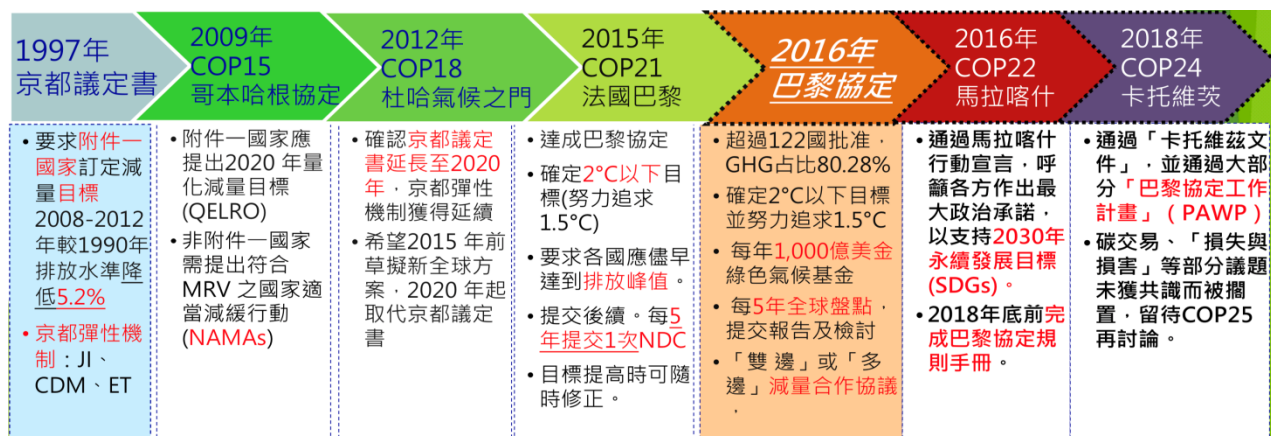 1997年
京都議定書
• 要求附件一
國家訂定減
量目標
2008-2012
年較1990年
排放水準降
低5.2%
• 京都彈性機
制：JI、
CDM、ET
2009年
COP15
哥本哈根協定
• 附件一國家應
提出2020 年量
化減量目標
(QELRO)
• 非附件一國家
需提出符合
MRV 之國家適
當減緩行動
(NAMAs)
2012年
COP18
杜哈氣候之門
• 確認京都議定
書延長至2020
年，京都彈性
機制獲得延續
• 希望2015 年前
草擬新全球方
案，2020 年起
取代京都議定
書
2015年
COP21
法國巴黎
• 達成巴黎協定
• 確定2°C以下目
標(努力追求
1.5°C)
• 要求各國應儘早
達到排放峰值。
• 提交後續。每5
年提交1次NDC
• 目標提高時可隨
時修正。
2016年
巴黎協定
• 超過122國批准，
GHG占比80.28%
• 確定2°C以下目標
並努力追求1.5°C
• 每年1,000億美金
綠色氣候基金
• 每5年全球盤點，
提交報告及檢討
• 「雙邊」或「多
邊」減量合作協議
.
2016年
COP22
馬拉喀什
• 通過馬拉喀什
行動宣言，呼
籲各方作出最
大政治承諾，
以支持2030年
永續發展目標
(SDGs)。
• 2018年底前完
成巴黎協定規
則手冊。
2018年
COP24
卡托維茨
• 通過「卡托維茲文
件」，並通過大部
分「巴黎協定工作
計畫」（PAWP）
• 碳交易、「損失與
損害」等部分議題
未獲共識而被擱
置，留待COP25
再討論。